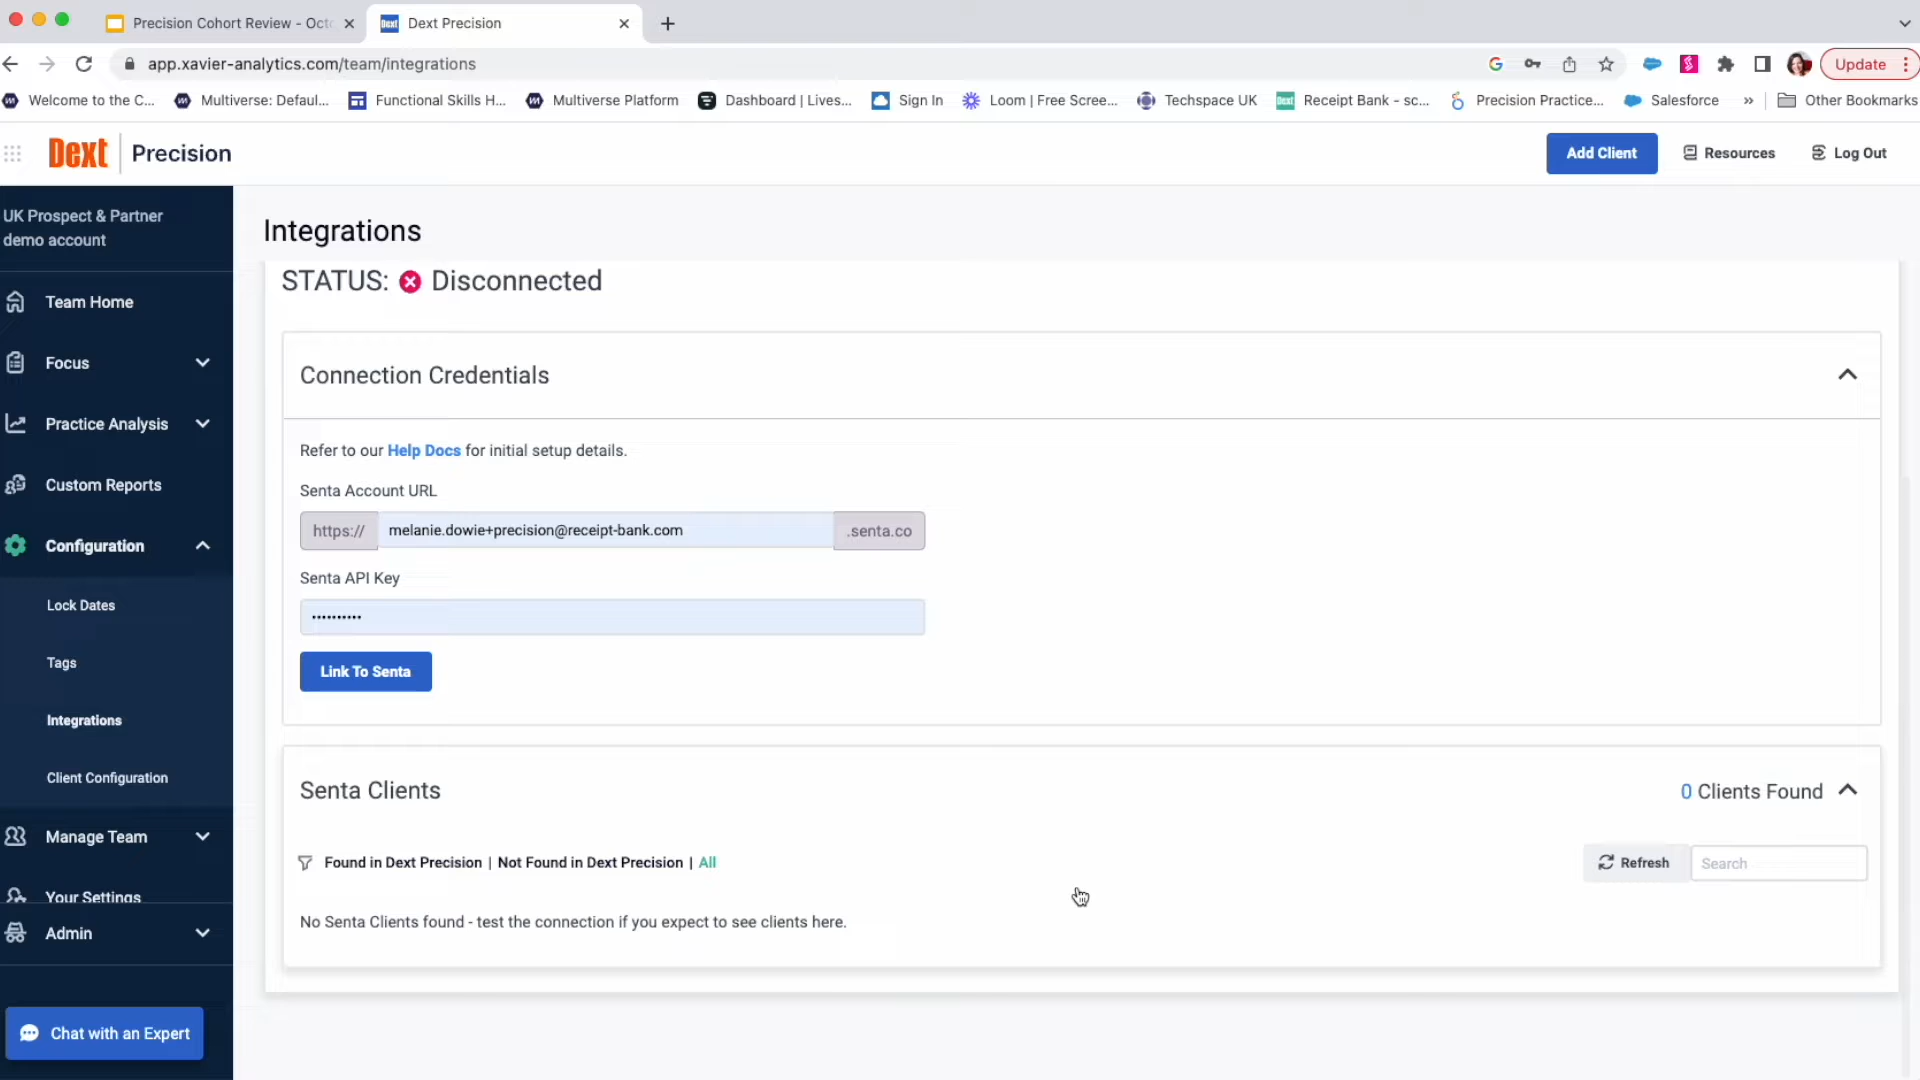 Precision Cohort Review - Octo
Dext Precision
app.xavier-analytics.com/team/integrations
Update
Welcome to the C...
Multiverse: Defaul...
Functional Skills H...
Multiverse Platform
Dashboard | Lives...
Sign In
Loom | Free Scree...
Techspace UK
Receipt Bank - sc...
Precision Practice...
Salesforce
»
Other Bookmarks
Dext Precision
Add Client
Resources
Log Out
UK Prospect & Partner
demo account
Team Home
Focus
Practice Analysis
Custom Reports
Configuration
Lock Dates
Tags
Integrations
Client Configuration
Manage Team
Your Settings
Admin
Chat with an Expert
Integrations
STATUS: Disconnected
Connection Credentials
Refer to our Help Docs for initial setup details.
Senta Account URL
https:// melanie.dowie+precision@receipt-bank.com .senta.co
Senta API Key
••••••••••
Link To Senta
Senta Clients
0 Clients Found
Found in Dext Precision | Not Found in Dext Precision | All
Refresh
Search
No Senta Clients found - test the connection if you expect to see clients here.